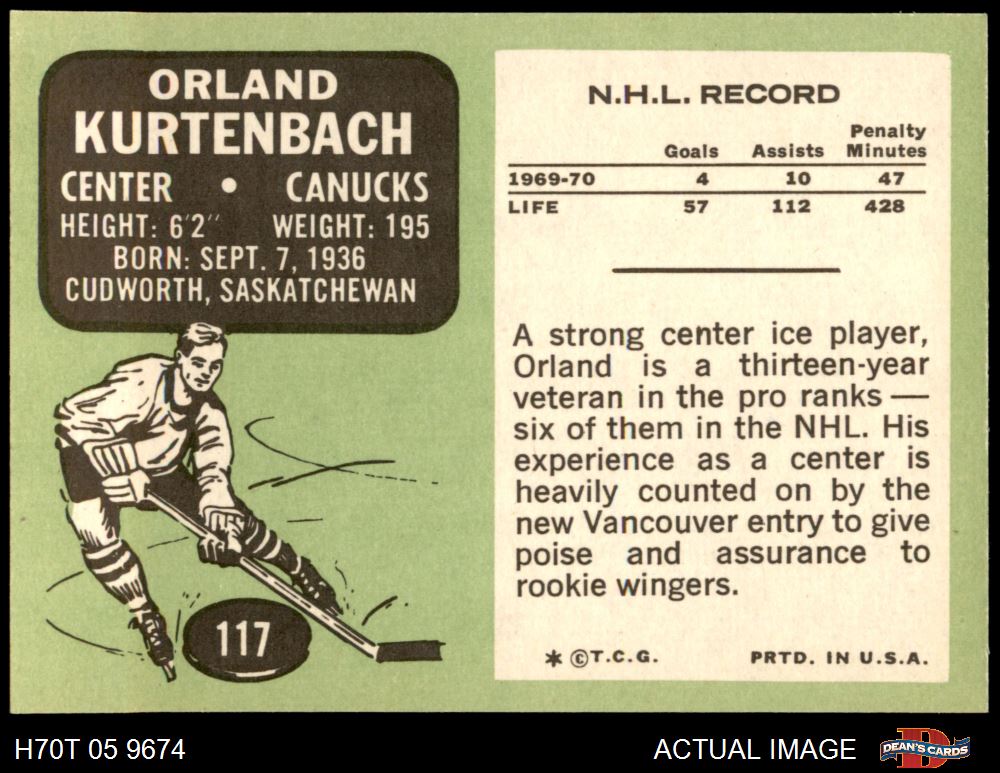 ORLAND
KURTENBACH
CENTER • CANUCKS
HEIGHT: 6'2" WEIGHT: 195
BORN: SEPT. 7, 1936
CUDWORTH, SASKATCHEWAN
117
N.H.L. RECORD
Goals Assists Penalty Minutes
1969-70 4 10 47
LIFE 57 112 428
A strong center ice player,
Orland is a thirteen-year
veteran in the pro ranks —
six of them in the NHL. His
experience as a center is
heavily counted on by the
new Vancouver entry to give
poise and assurance to
rookie wingers.
* ©T.C.G. PRTD. IN U.S.A.
H70T 05 9674 ACTUAL IMAGE
D
DEAN'S CARDS